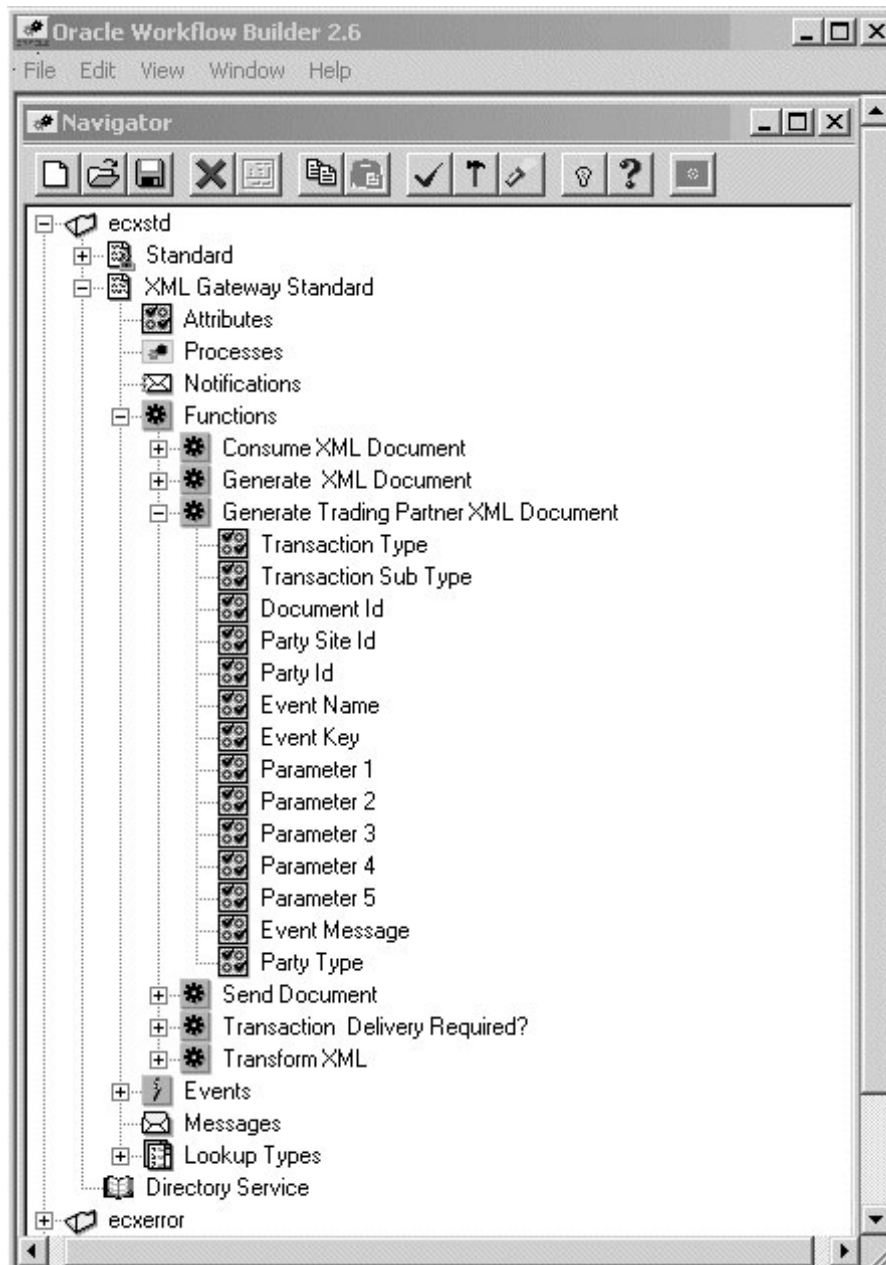 Oracle Workflow Builder 2.6
File Edit View Window Help
Navigator
ecxstd
Standard
XML Gateway Standard
Attributes
Processes
Notifications
Functions
Consume XML Document
Generate XML Document
Generate Trading Partner XML Document
Transaction Type
Transaction Sub Type
Document Id
Party Site Id
Party Id
Event Name
Event Key
Parameter 1
Parameter 2
Parameter 3
Parameter 4
Parameter 5
Event Message
Party Type
Send Document
Transaction Delivery Required?
Transform XML
Events
Messages
Lookup Types
Directory Service
ecxerror